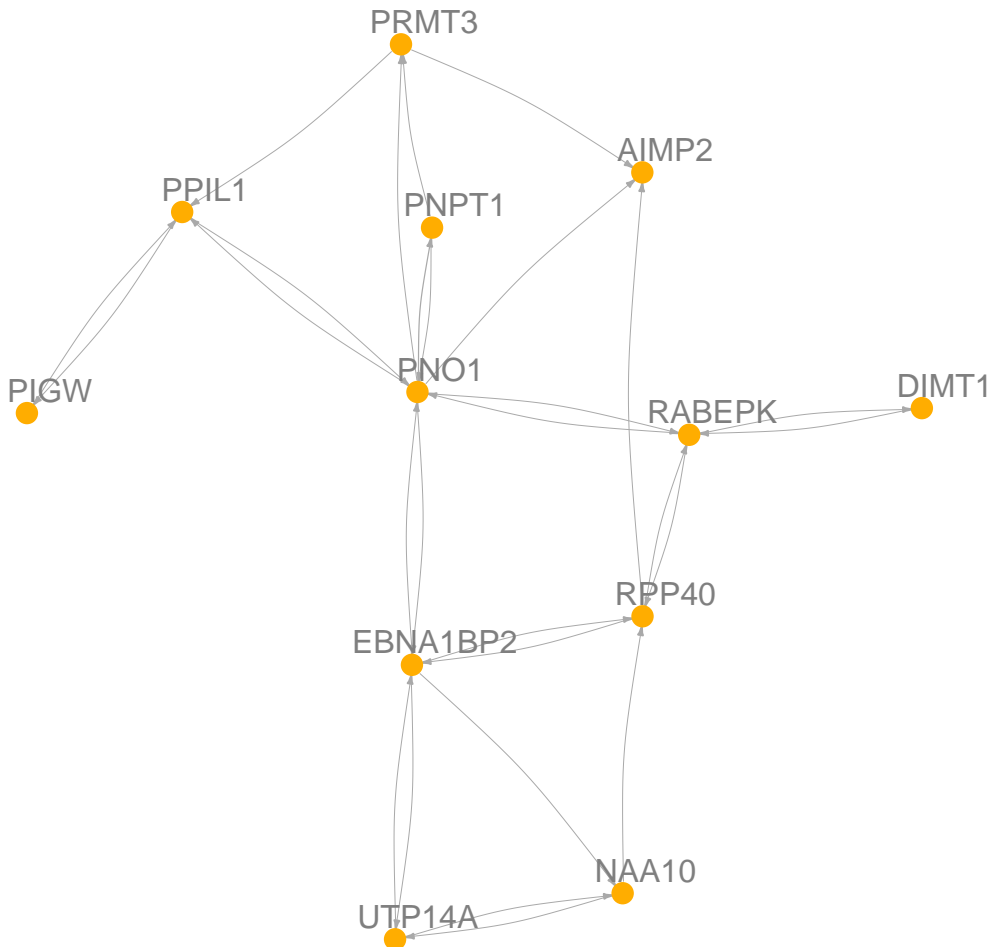 PRMT3
AIMP2
PPIL1
PNPT1
PNO1
PIGW
DIMT1
RABEPK
RPP40
EBNA1BP2
NAA10
UTP14A